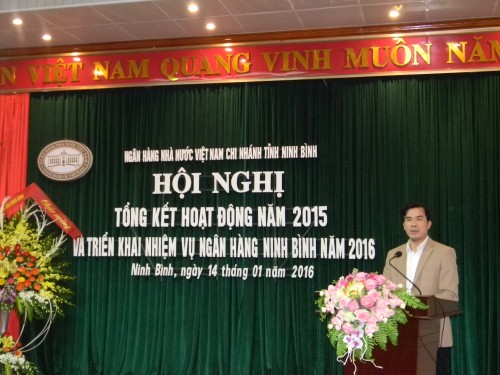 N VIỆT NAM QUANG VINH MUÔN NĂM
NGÂN HÀNG NHÀ NƯỚC VIỆT NAM CHI NHÁNH TỈNH NINH BÌNH
HỘI NGHỊ
TỔNG KẾT HOẠT ĐỘNG NĂM 2015
VÀ TRIỂN KHAI NHIỆM VỤ NGÂN HÀNG NINH BÌNH NĂM 2016
Ninh Bình, ngày 14 tháng 01 năm 2016